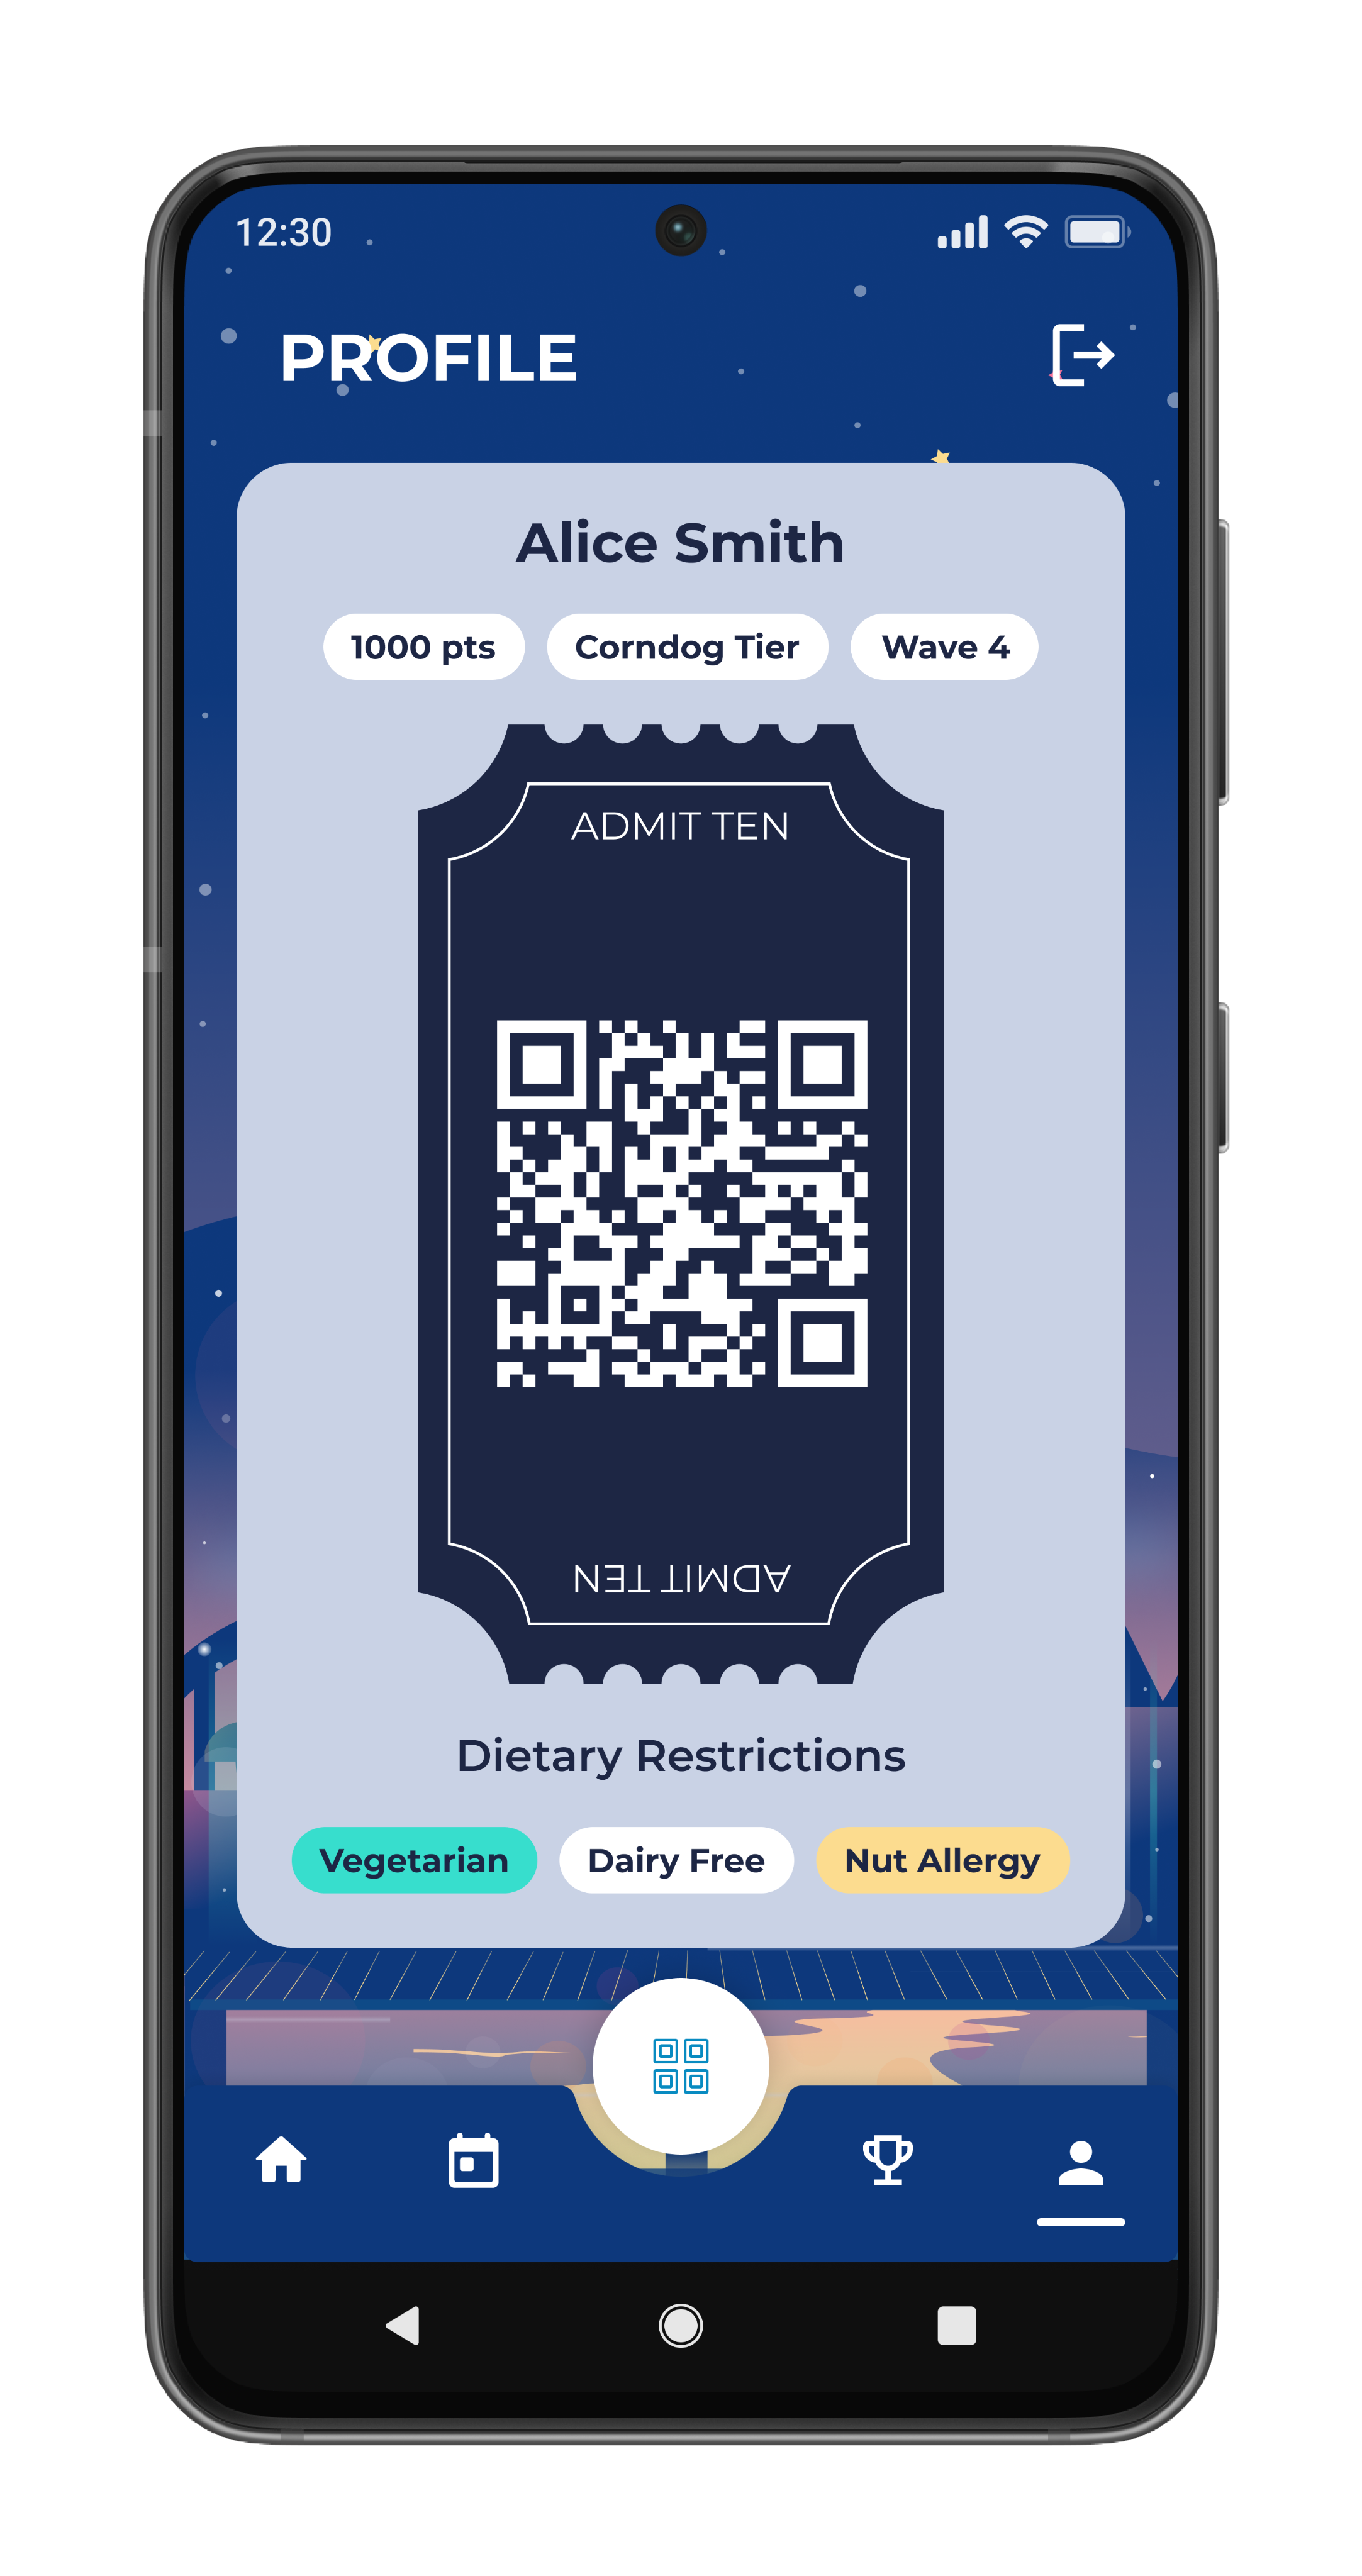 12:30
PROFILE
Alice Smith
1000 pts
Corndog Tier
Wave 4
ADMIT TEN
ADMIT TEN
Dietary Restrictions
Vegetarian
Dairy Free
Nut Allergy